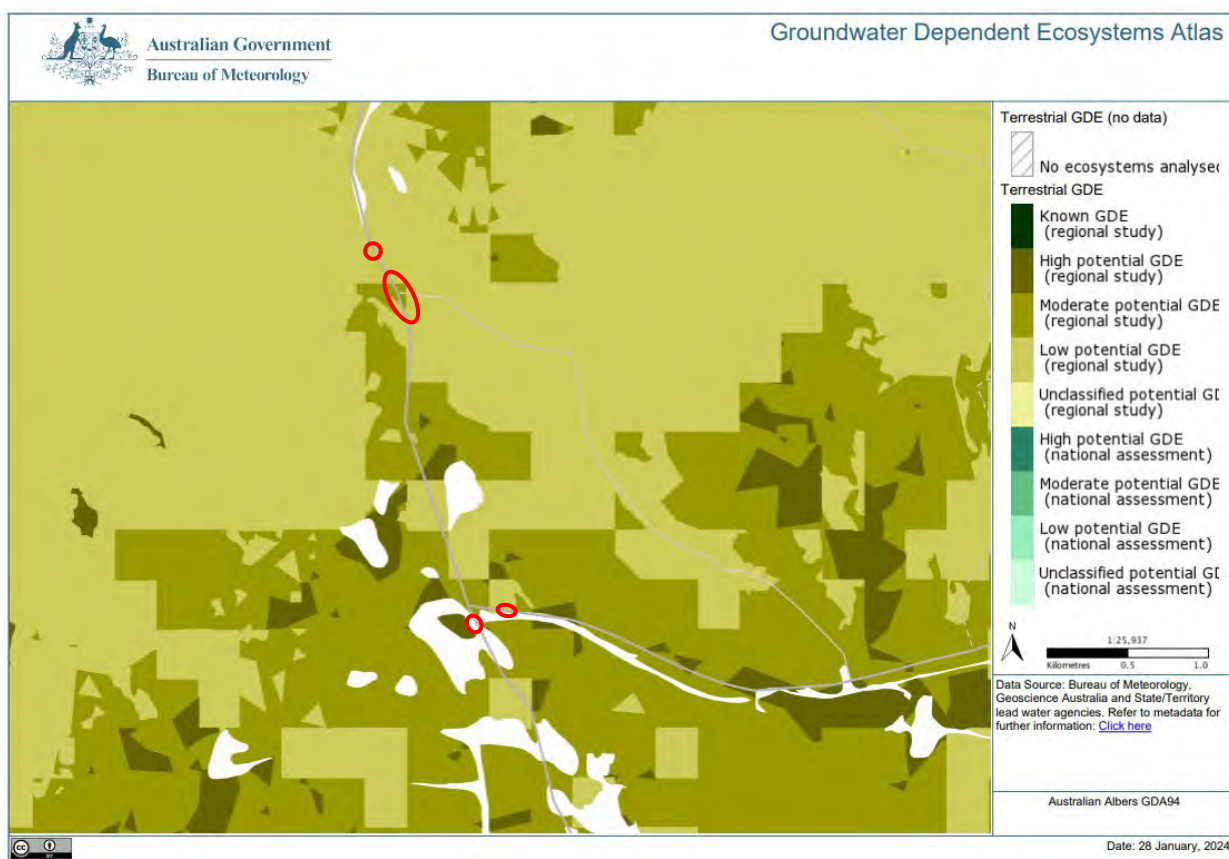 Australian Government
Bureau of Meteorology
Groundwater Dependent Ecosystems Atlas
Terrestrial GDE (no data)
No ecosystems analyse
Terrestrial GDE
Known GDE
(regional study)
High potential GDE
(regional study)
Moderate potential GDE
(regional study)
Low potential GDE
(regional study)
Unclassified potential
(regional study)
High potential GDE
(national assessment)
Moderate potential GDE
(national assessment)
Low potential GDE
(national assessment)
Unclassified potential
(national assessment)
N
1:25,937
Kilometres 0.5 1.0
Data Source: Bureau of Meteorology,
Geoscience Australia and State/Territory
lead water agencies. Refer to metadata for
further information: Click here
Australian Albers GDA94
cc BY
Date: 28 January, 2024